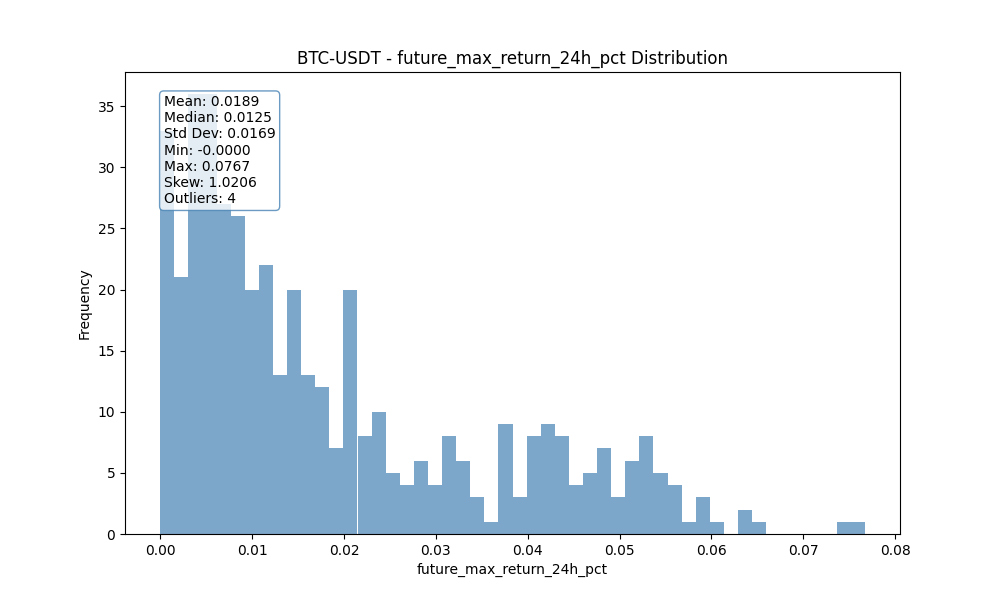 BTC-USDT - future_max_return_24h_pct Distribution
Mean: 0.0189
Median: 0.0125
Std Dev: 0.0169
Min: -0.0000
Max: 0.0767
Skew: 1.0206
Outliers: 4
35
30
25
20
15
10
5
0
Frequency
0.00 0.01 0.02 0.03 0.04 0.05 0.06 0.07 0.08
future_max_return_24h_pct